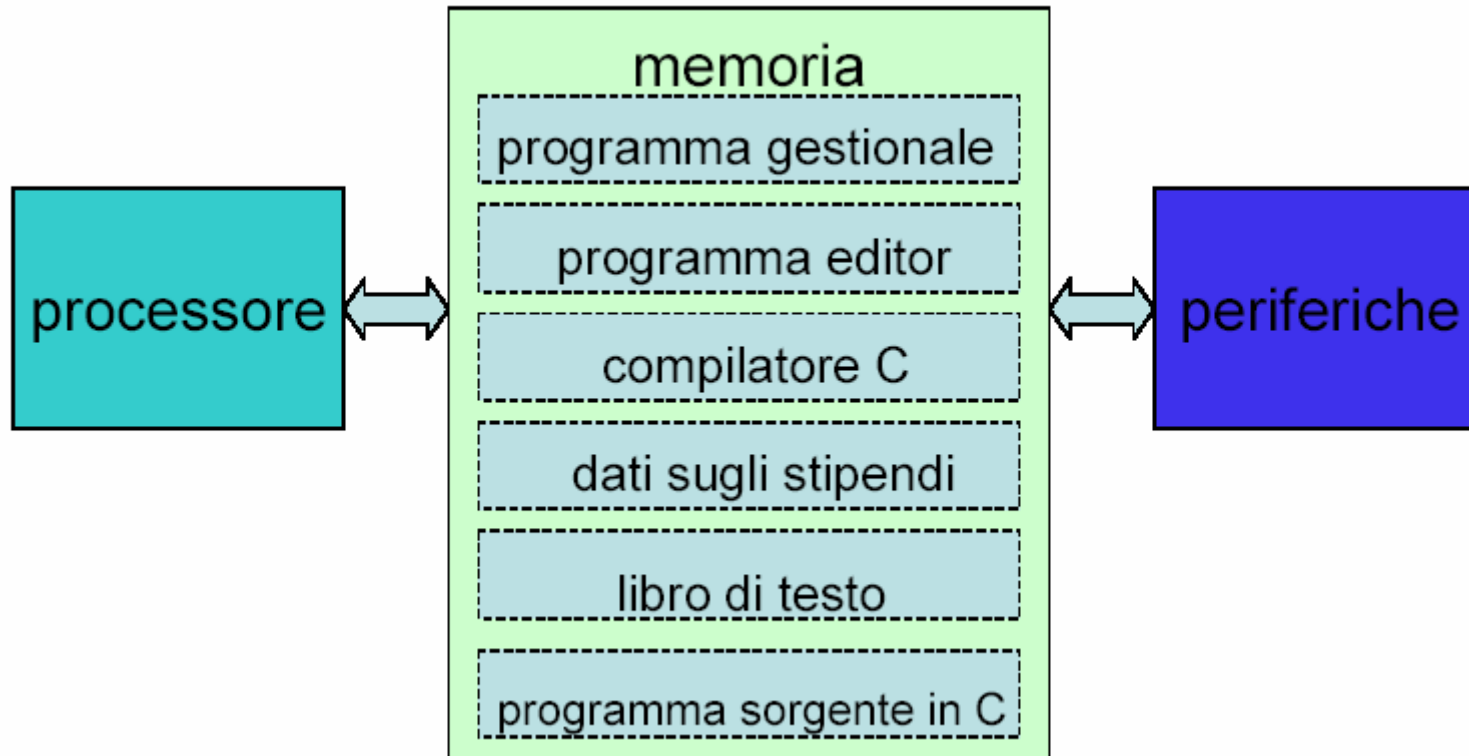 memoria
programma gestionale
programma editor
processore
periferiche
compilatore C
dati sugli stipendi
libro di testo
programma sorgente in C